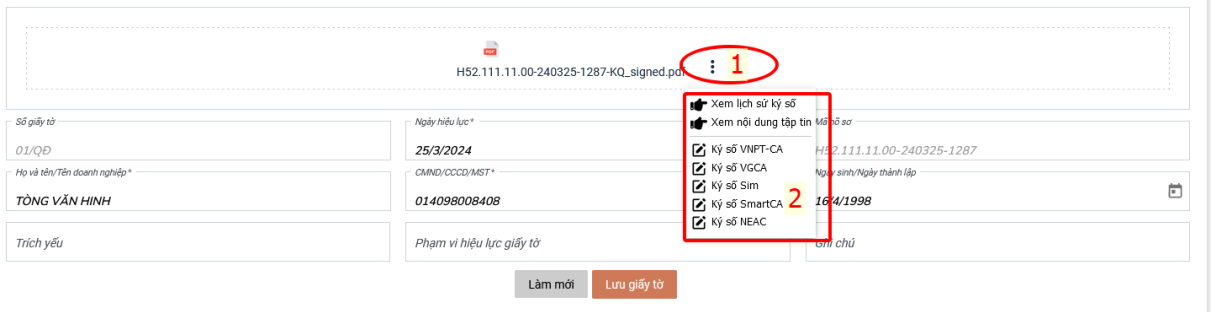 PDF
H52.111.11.00-240325-1287-KQ_signed.pdf
1
Xem lịch sử ký số
Xem nội dung tập tin
Ký số VNPT-CA
Ký số VGCA
Ký số Sim
Ký số SmartCA
Ký số NEAC
2
Số giấy tờ
01/QĐ
Ngày hiệu lực *
25/3/2024
Mã hồ sơ
H52.111.11.00-240325-1287
Họ và tên/Tên doanh nghiệp *
TÒNG VĂN HINH
CMND/CCCD/MST *
014098008408
Ngày sinh/Ngày thành lập
16/4/1998
Trích yếu
Phạm vi hiệu lực giấy tờ
Ghi chú
Làm mới
Lưu giấy tờ